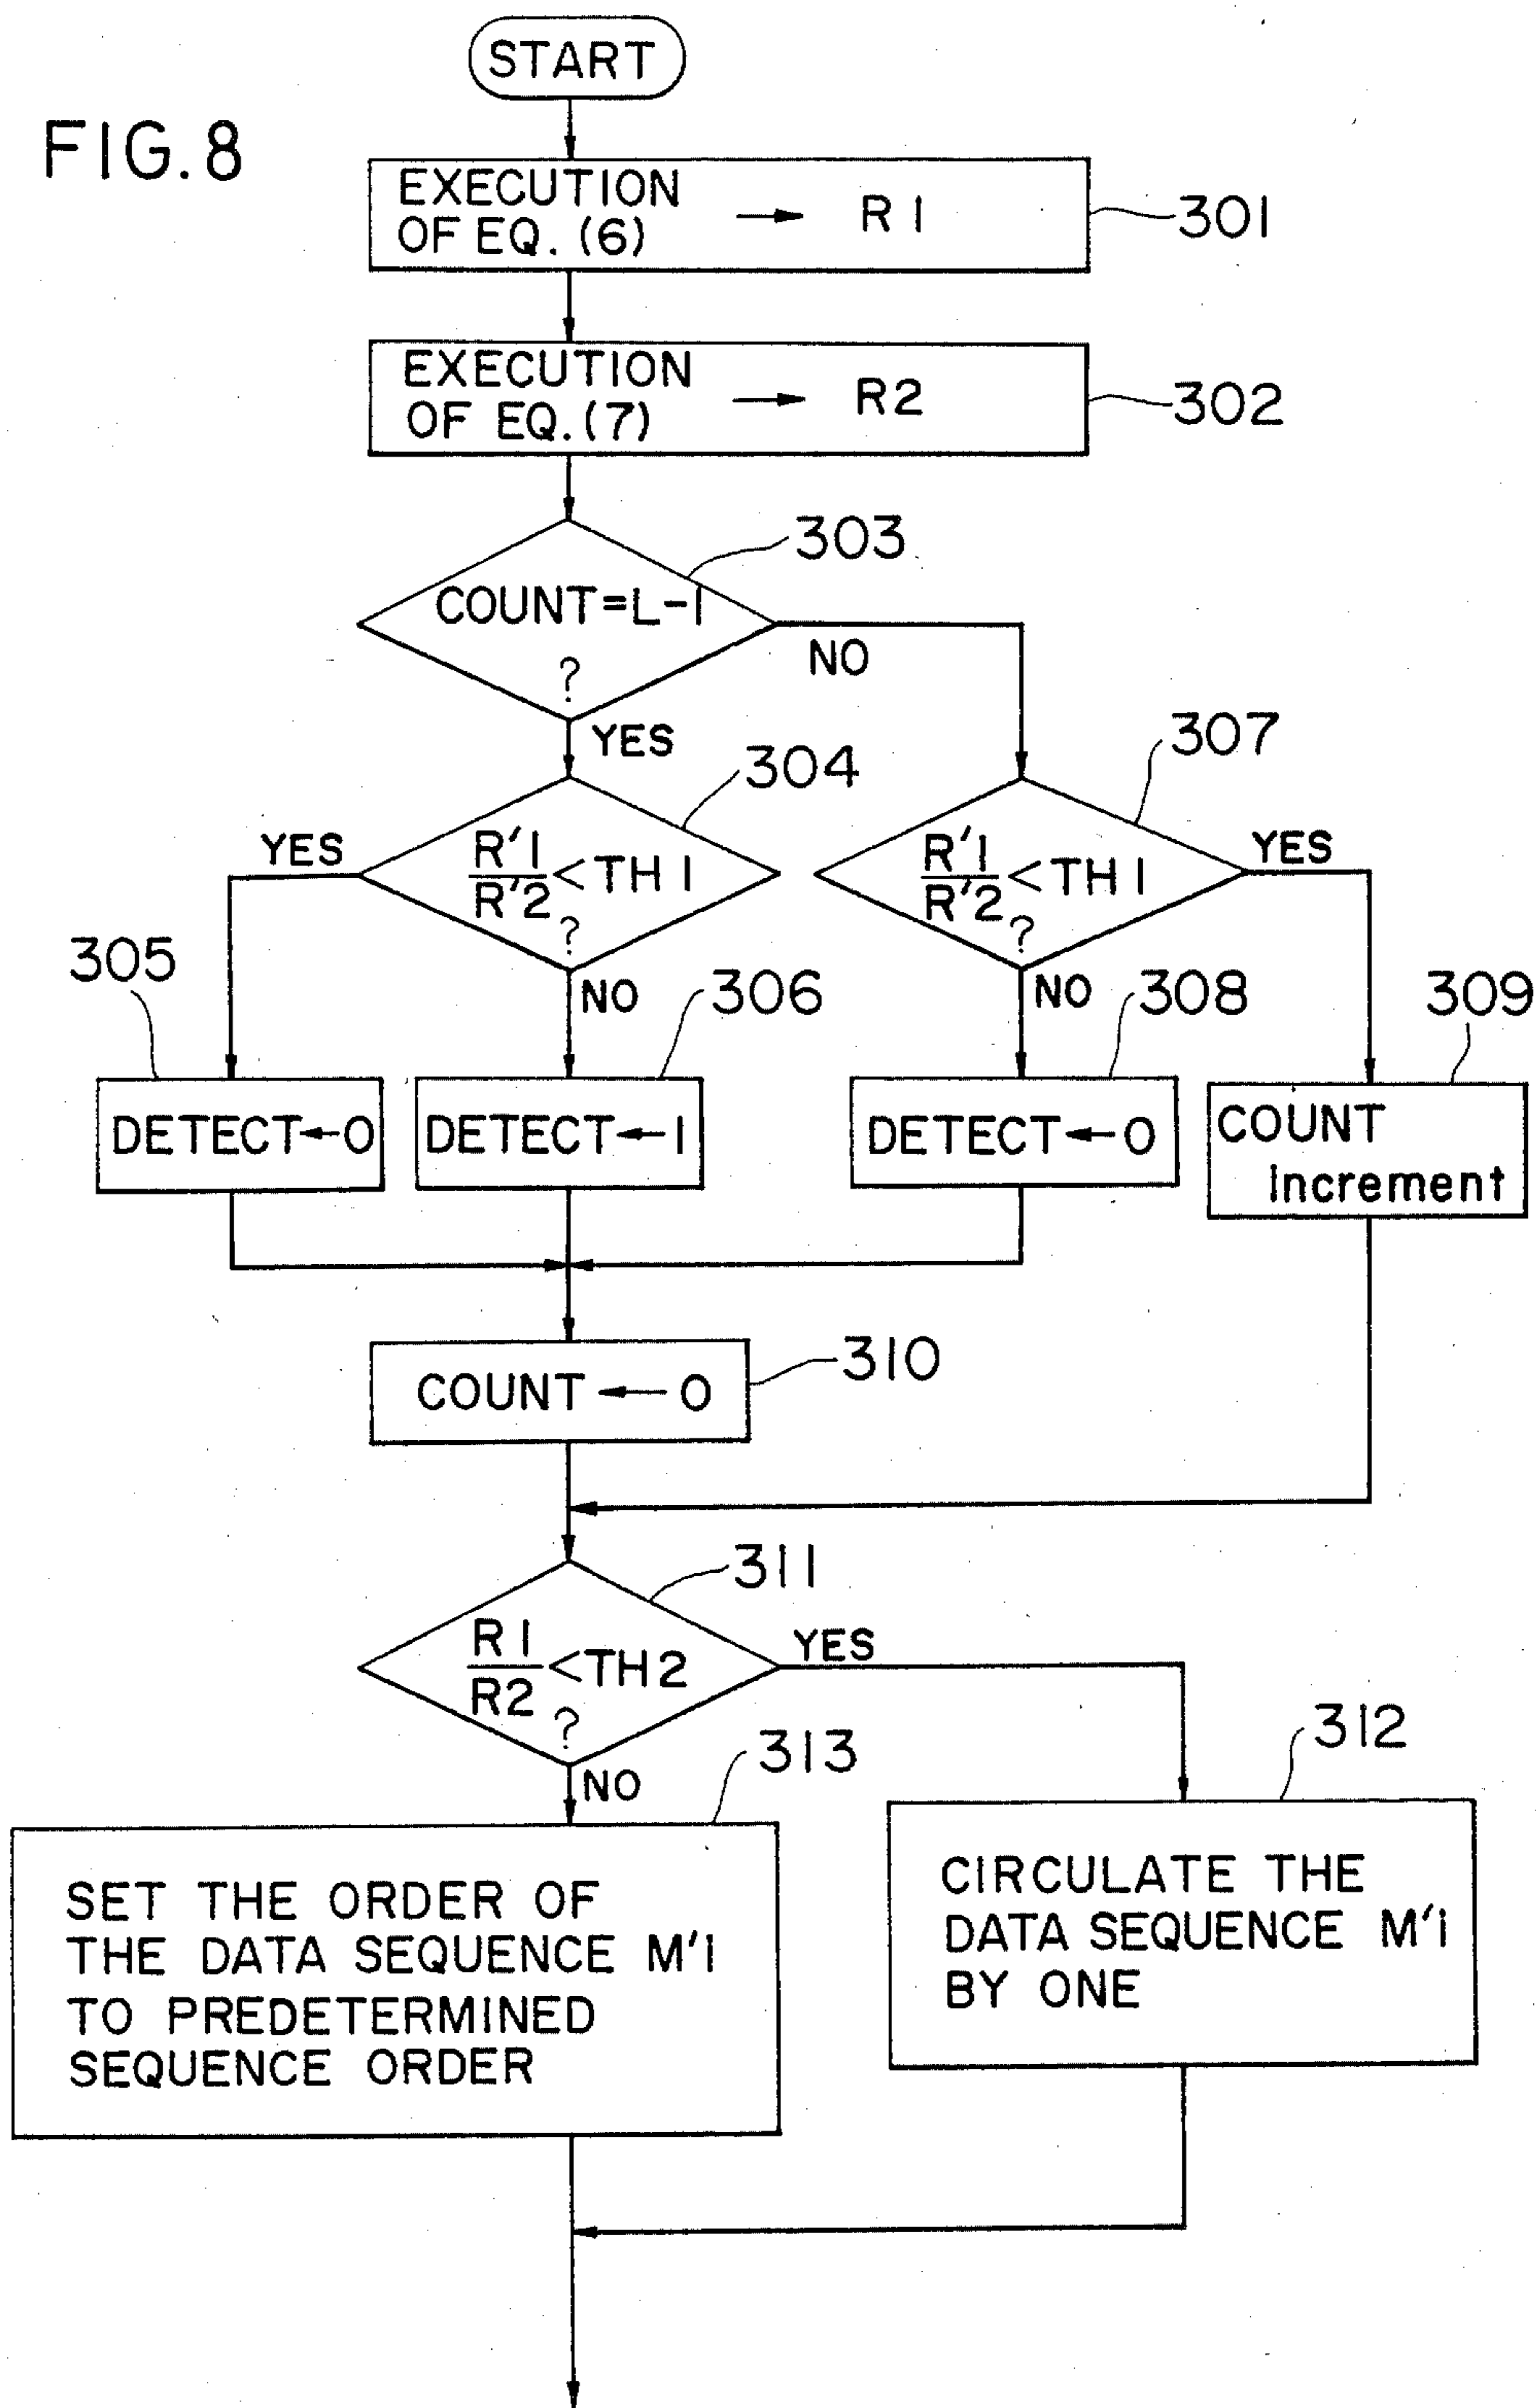 START
FIG. 8
EXECUTION
OF EQ. (6) → R1
301
EXECUTION
OF EQ. (7) → R2
302
303
COUNT=L-1
?
NO
YES
304
307
YES
R'1
R'2 <TH1
?
R'1
R'2 <TH1
?
YES
305
NO
306
NO
308
309
DETECT←0
DETECT←1
DETECT←0
COUNT
Increment
310
COUNT ← 0
311
R1
R2 <TH2
?
YES
NO
313
312
SET THE ORDER OF
THE DATA SEQUENCE M'i
TO PREDETERMINED
SEQUENCE ORDER
CIRCULATE THE
DATA SEQUENCE M'i
BY ONE